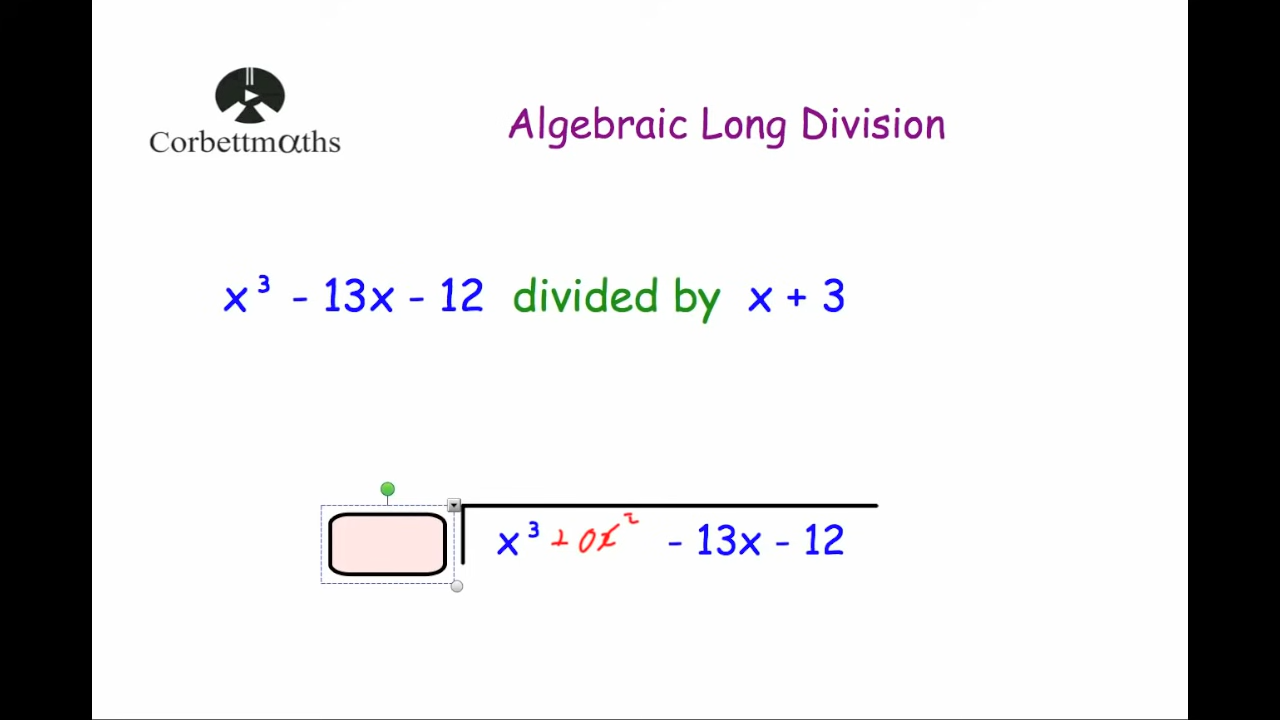 Corbettmαths
Algebraic Long Division
x³ - 13x - 12 divided by x + 3
x³ + 0x² - 13x - 12